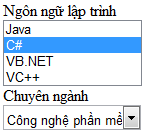 Ngôn ngữ lập trình
Java
C#
VB.NET
VC++
Chuyên ngành
Công nghệ phần mề